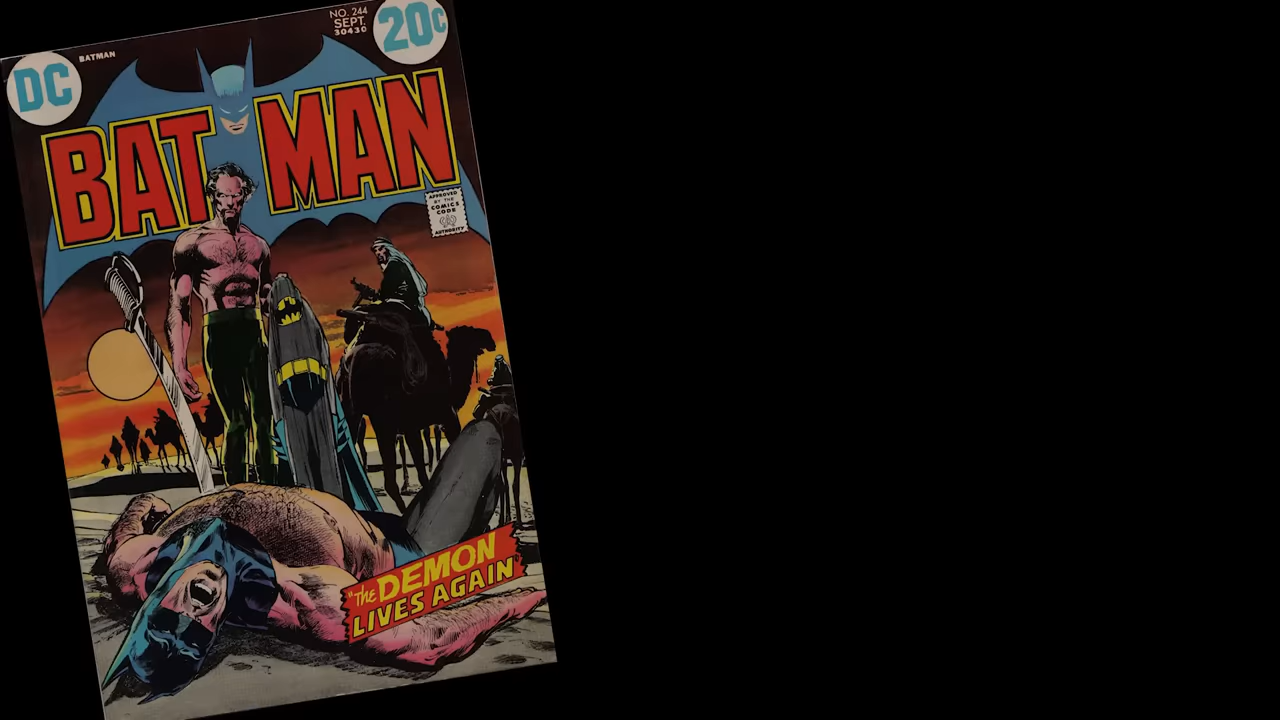 DC
BATMAN
NO. 244
SEPT.
30430
20¢
BATMAN
APPROVED
BY THE
COMICS
CODE
AUTHORITY
"The DEMON
LIVES AGAIN